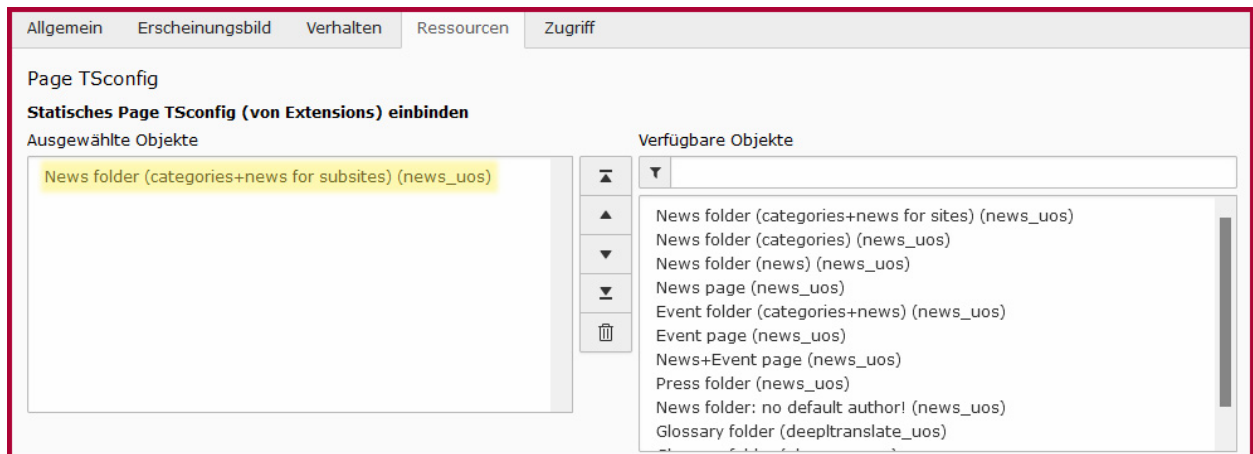 Allgemein Erscheinungsbild Verhalten Ressourcen Zugriff
Page TSconfig
Statisches Page TSconfig (von Extensions) einbinden
Ausgewählte Objekte
News folder (categories+news for subsites) (news_uos)
Verfügbare Objekte
News folder (categories+news for sites) (news_uos)
News folder (categories) (news_uos)
News folder (news) (news_uos)
News page (news_uos)
Event folder (categories+news) (news_uos)
Event page (news_uos)
News+Event page (news_uos)
Press folder (news_uos)
News folder: no default author! (news_uos)
Glossary folder (deepltranslate_uos)